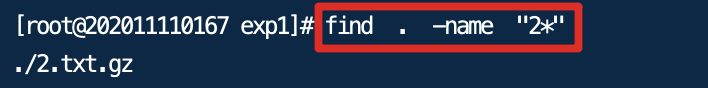 [root@202011110167 exp1]# find . -name "2*"
./2.txt.gz